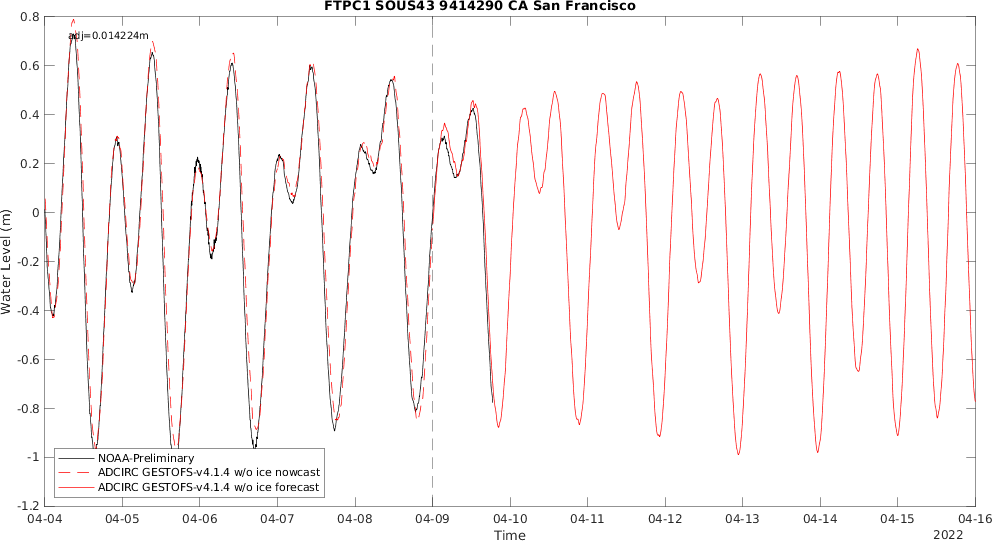 FTPC1 SOUS43 9414290 CA San Francisco
adj=0.014224m
0.8
0.6
0.4
0.2
0
-0.2
-0.4
-0.6
-0.8
-1
-1.2
Water Level (m)
NOAA-Preliminary
ADCIRC GESTOFS-v4.1.4 w/o ice nowcast
ADCIRC GESTOFS-v4.1.4 w/o ice forecast
04-04 04-05 04-06 04-07 04-08 04-09 04-10 04-11 04-12 04-13 04-14 04-15 04-16
Time
2022